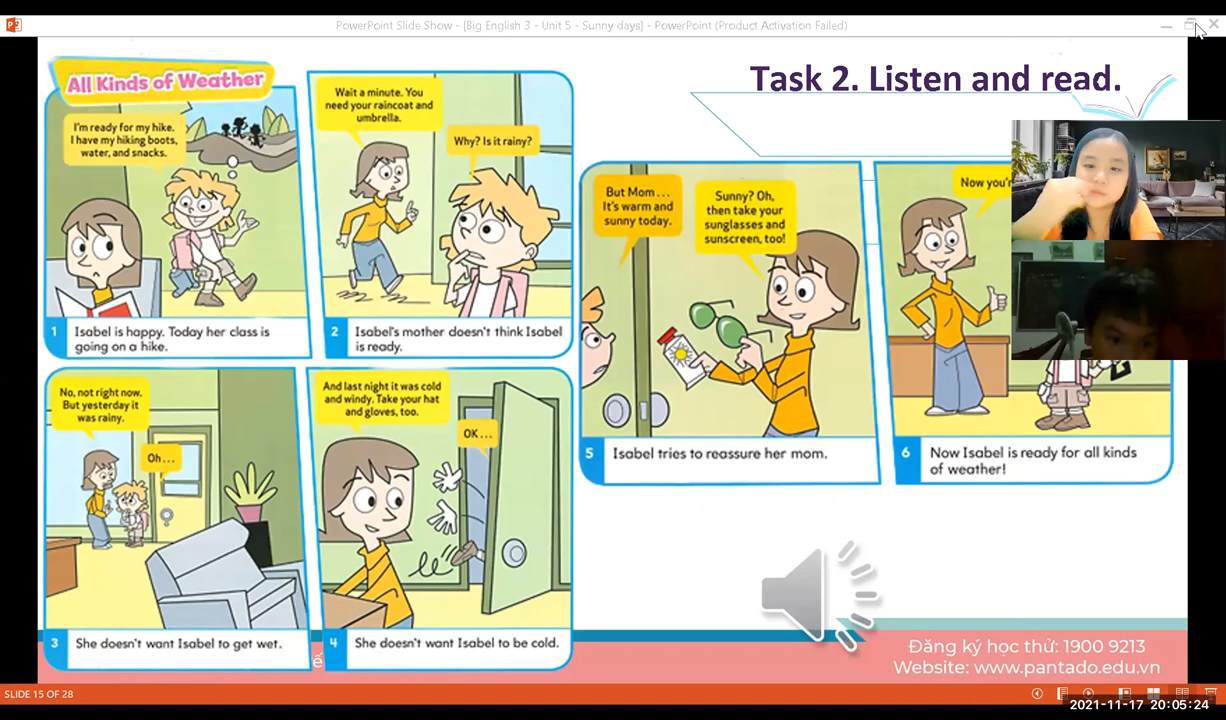 PowerPoint Slide Show - [Big English 3 - Unit 5 - Sunny days] - PowerPoint (Product Activation Failed)
Task 2. Listen and read.
All Kinds of Weather
I'm ready for my hike.
I have my hiking boots,
water, and snacks.
1 Isabel is happy. Today her class is
going on a hike.
Wait a minute. You
need your raincoat and
umbrella.
Why? Is it rainy?
2 Isabel's mother doesn't think Isabel
is ready.
No, not right now.
But yesterday it
was rainy.
Oh...
3 She doesn't want Isabel to get wet.
And last night it was cold
and windy. Take your hat
and gloves, too.
OK...
4 She doesn't want Isabel to be cold.
But Mom...
It's warm and
sunny today.
Sunny? Oh,
then take your
sunglasses and
sunscreen, too!
5 Isabel tries to reassure her mom.
Now
6 Now Isabel is ready for all kinds
of weather!
Đăng ký học thử: 1900 9213
Website: www.pantado.edu.vn
SLIDE 15 OF 28
2021-11-17 20:05:24